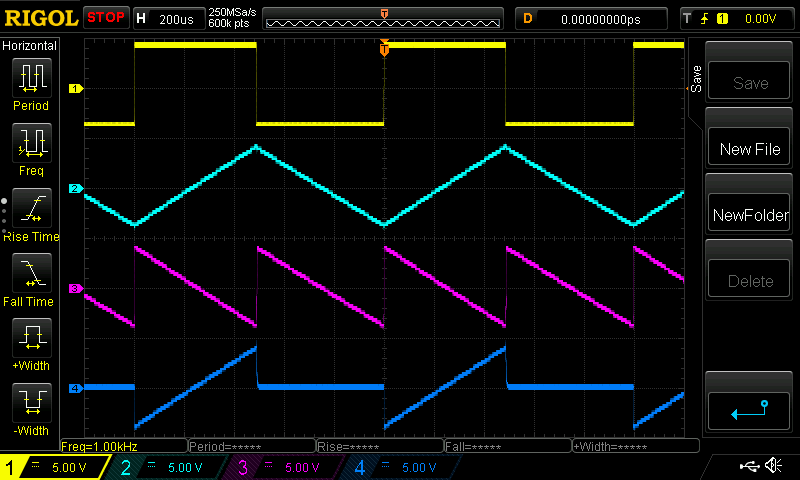 RIGOL STOP H 200us 250MSa/s 600k pts T D 0.00000000ps T 1 0.00V
Horizontal
Period
Freq
Rise Time
Fall Time
+Width
-Width
T
1
2
3
4
Save
Save
New File
NewFolder
Delete
Freq=1.00kHz Period=***** Rise=***** Fall=***** +Width=*****
1 5.00 V 2 5.00 V 3 5.00 V 4 5.00 V